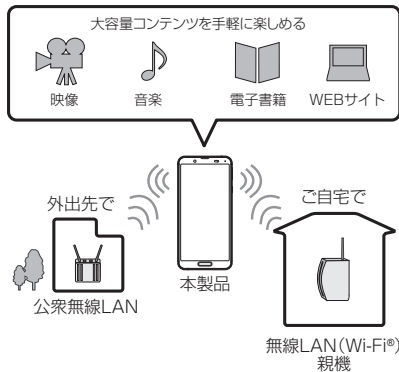 大容量コンテンツを手軽に楽しめる
映像 音楽 電子書籍 WEBサイト
外出先で
ご自宅で
本製品
公衆無線LAN
無線LAN(Wi-Fi®)
親機